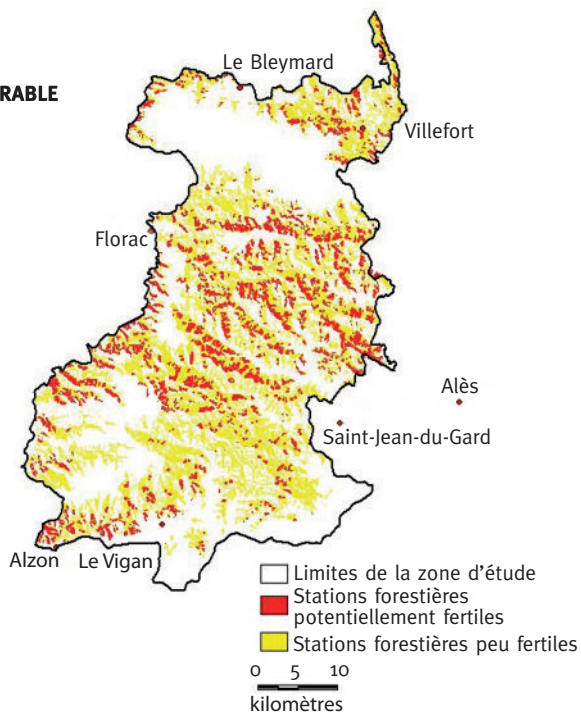 Le Bleymard
RABLE
Villefort
Florac
Alès
Saint-Jean-du-Gard
Alzon Le Vigan
Limites de la zone d'étude
Stations forestières
potentiellement fertiles
Stations forestières peu fertiles
0 5 10
kilomètres